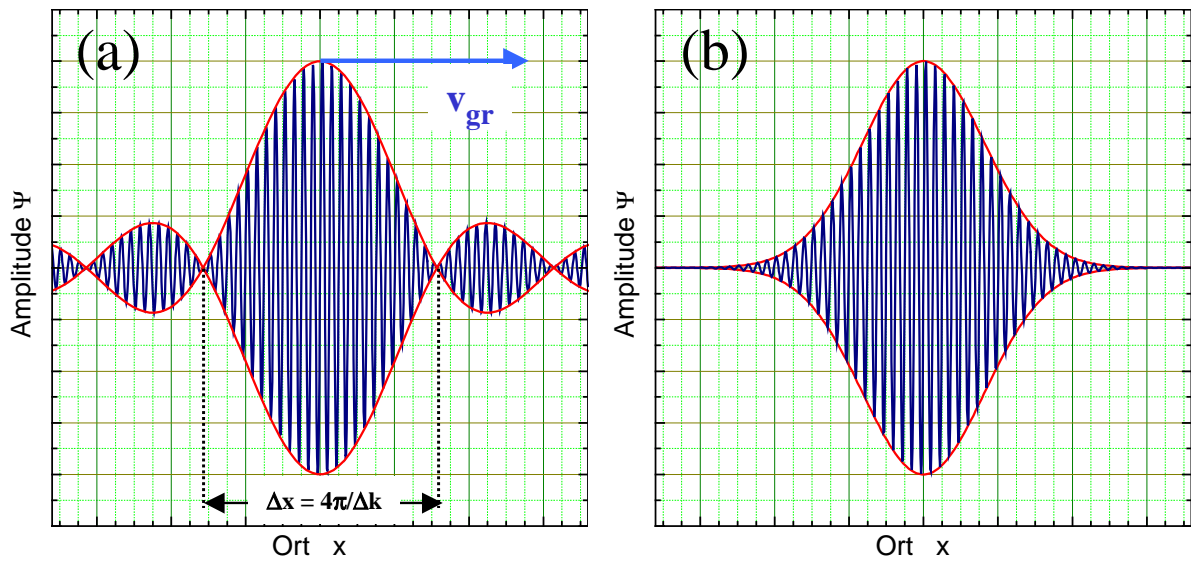 (a)
v_gr
Amplitude Ψ
Δx = 4π/Δk
Ort x
(b)
Amplitude Ψ
Ort x